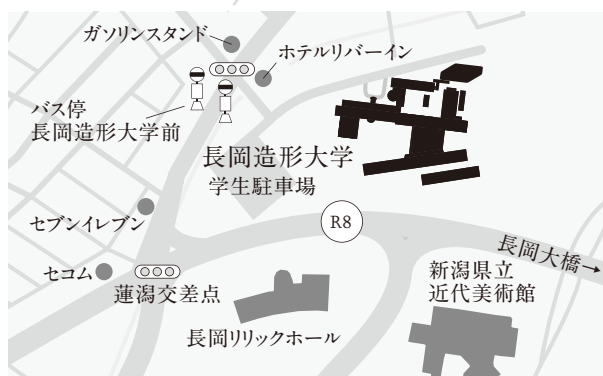 ガソリンスタンド
ホテルリバーイン
バス停
長岡造形大学前
長岡造形大学
学生駐車場
セブンイレブン
R8
長岡大橋→
セコム
蓮潟交差点
新潟県立
近代美術館
長岡リリックホール